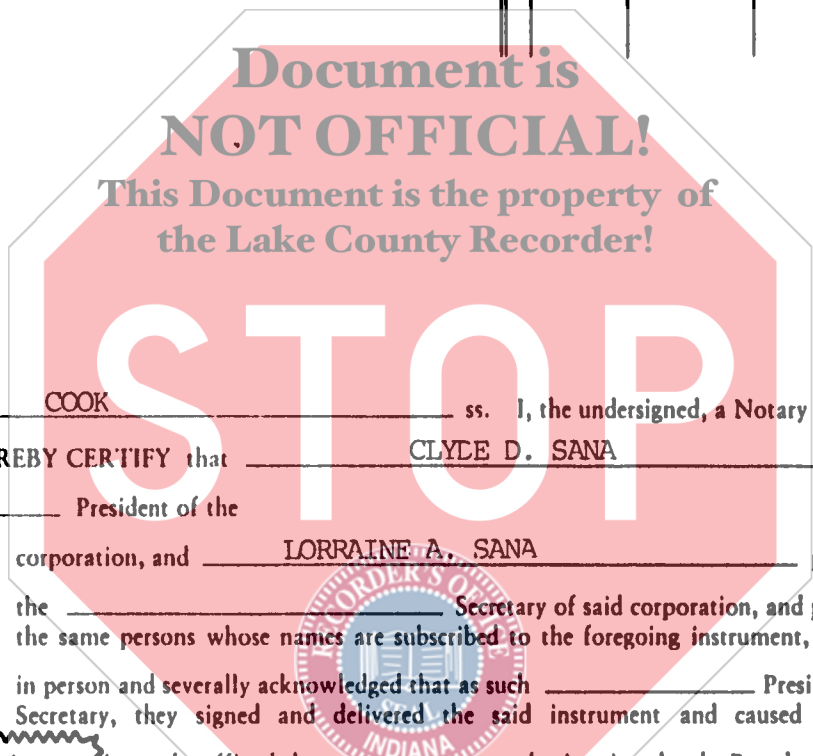 Document is
NOT OFFICIAL!
This Document is the property of
the Lake County Recorder!
STOP
COOK ss. I, the undersigned, a Notary
REBY CERTIFY that CLYDE D. SANA
President of the
corporation, and LORRAINE A. SANA
the Secretary of said corporation, and
the same persons whose names are subscribed to the foregoing instrument,
in person and severally acknowledged that as such Presi
Secretary, they signed and delivered the said instrument and caused
RECORDER'S OFFICE
SEAL
INDIANA